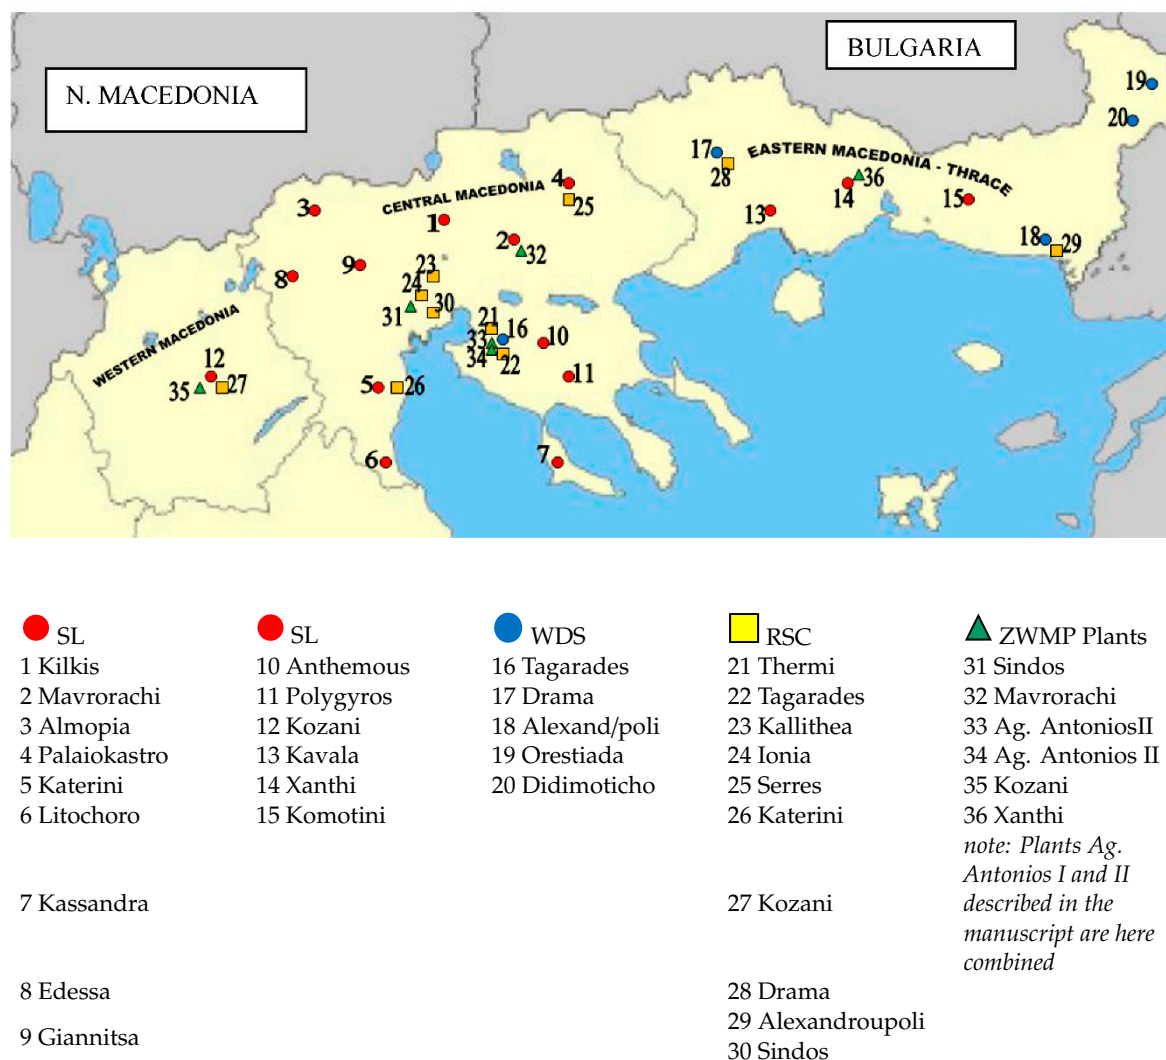 N. MACEDONIA
BULGARIA
19
20
17
28
EASTERN MACEDONIA - THRACE
36
14
15
13
18
29
4
25
CENTRAL MACEDONIA
3
1
2
32
9
8
23
24
30
31
21
16
33
34
22
10
11
WESTERN MACEDONIA
12
35
27
5
26
6
7
SL
1 Kilkis
2 Mavrorachi
3 Almopia
4 Palaiokastro
5 Katerini
6 Litochoro
7 Kassandra
8 Edessa
9 Giannitsa
SL
10 Anthemous
11 Polygyros
12 Kozani
13 Kavala
14 Xanthi
15 Komotini
WDS
16 Tagarades
17 Drama
18 Alexand/poli
19 Orestiada
20 Didimoticho
RSC
21 Thermi
22 Tagarades
23 Kallithea
24 Ionia
25 Serres
26 Katerini
27 Kozani
28 Drama
29 Alexandroupoli
30 Sindos
ZWMP Plants
31 Sindos
32 Mavrorachi
33 Ag. AntoniosII
34 Ag. Antonios II
35 Kozani
36 Xanthi
note: Plants Ag.
Antonios I and II
described in the
manuscript are here
combined